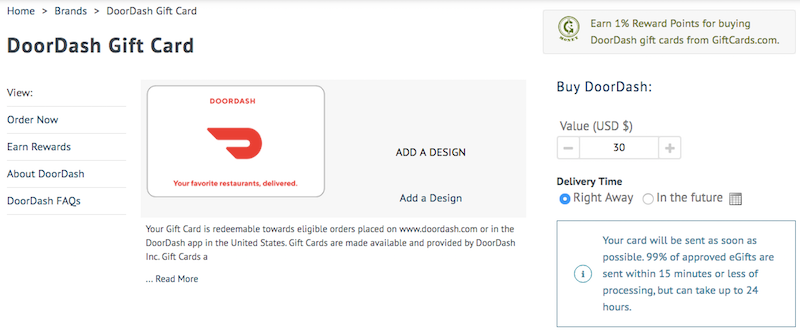 Home > Brands > DoorDash Gift Card
DoorDash Gift Card
View:
Order Now
Earn Rewards
About DoorDash
DoorDash FAQs
DOORDASH
Your favorite restaurants, delivered.
ADD A DESIGN
Add a Design
Your Gift Card is redeemable towards eligible orders placed on www.doordash.com or in the
DoorDash app in the United States. Gift Cards are made available and provided by DoorDash
Inc. Gift Cards a
... Read More
G
MONEY
Earn 1% Reward Points for buying
DoorDash gift cards from GiftCards.com.
Buy DoorDash:
Value (USD $)
− 30 +
Delivery Time
Right Away In the future
Your card will be sent as soon as
possible. 99% of approved eGifts are
sent within 15 minutes or less of
processing, but can take up to 24
hours.